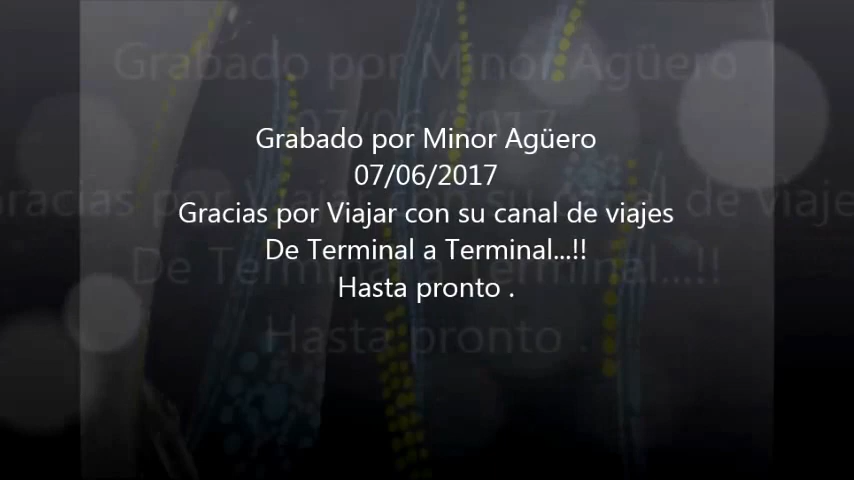 Grabado por Minor Agüero
07/06/2017
Gracias por Viajar con su canal de viajes
De Terminal a Terminal...!!
Hasta pronto .